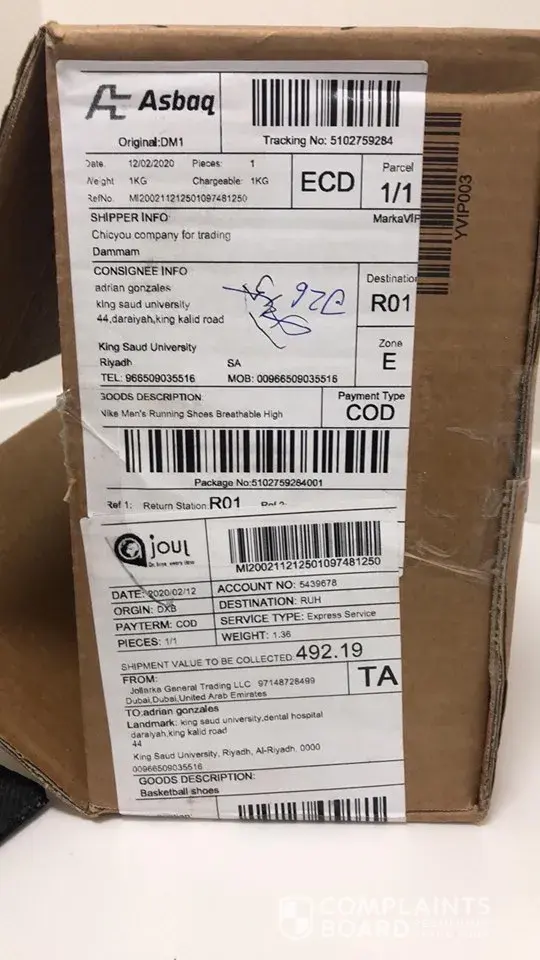 Asbaq
Original:DM1
Tracking No: 5102759284
Date. 12/02/2020 Pieces: 1
Weight 1KG Chargeable: 1KG
RefNo. MI200211212501097481250
ECD
Parcel
1/1
SHIPPER INFO
MarkaVIP
Chicyou company for trading
Dammam
YVIP003
CONSIGNEE INFO
adrian gonzales
king saud university
44,daraiyah,king kalid road
Destination
R01
King Saud University
Riyadh SA
TEL: 966509035516 MOB: 00966509035516
Zone
E
GOODS DESCRIPTION:
Nike Men's Running Shoes Breathable High
Payment Type
COD
Package No:5102759284001
Ref 1: Return Station R01
joul
MI200211212501097481250
DATE: 2020/02/12
ACCOUNT NO: 5439678
ORGIN: DXB
DESTINATION: RUH
PAYTERM: COD
SERVICE TYPE: Express Service
PIECES: 1/1
WEIGHT: 1.36
SHIPMENT VALUE TO BE COLLECTED 492.19
FROM:
Jollarka General Trading LLC 97148728499
Dubai,Dubai,United Arab Emirates
TA
TO:adrian gonzales
Landmark: king saud university,dental hospital
daraiyah,king kalid road
44
King Saud University, Riyadh, Al-Riyadh, 0000
00966509035516
GOODS DESCRIPTION:
Basketball shoes
COMPLAINTS
BOARD